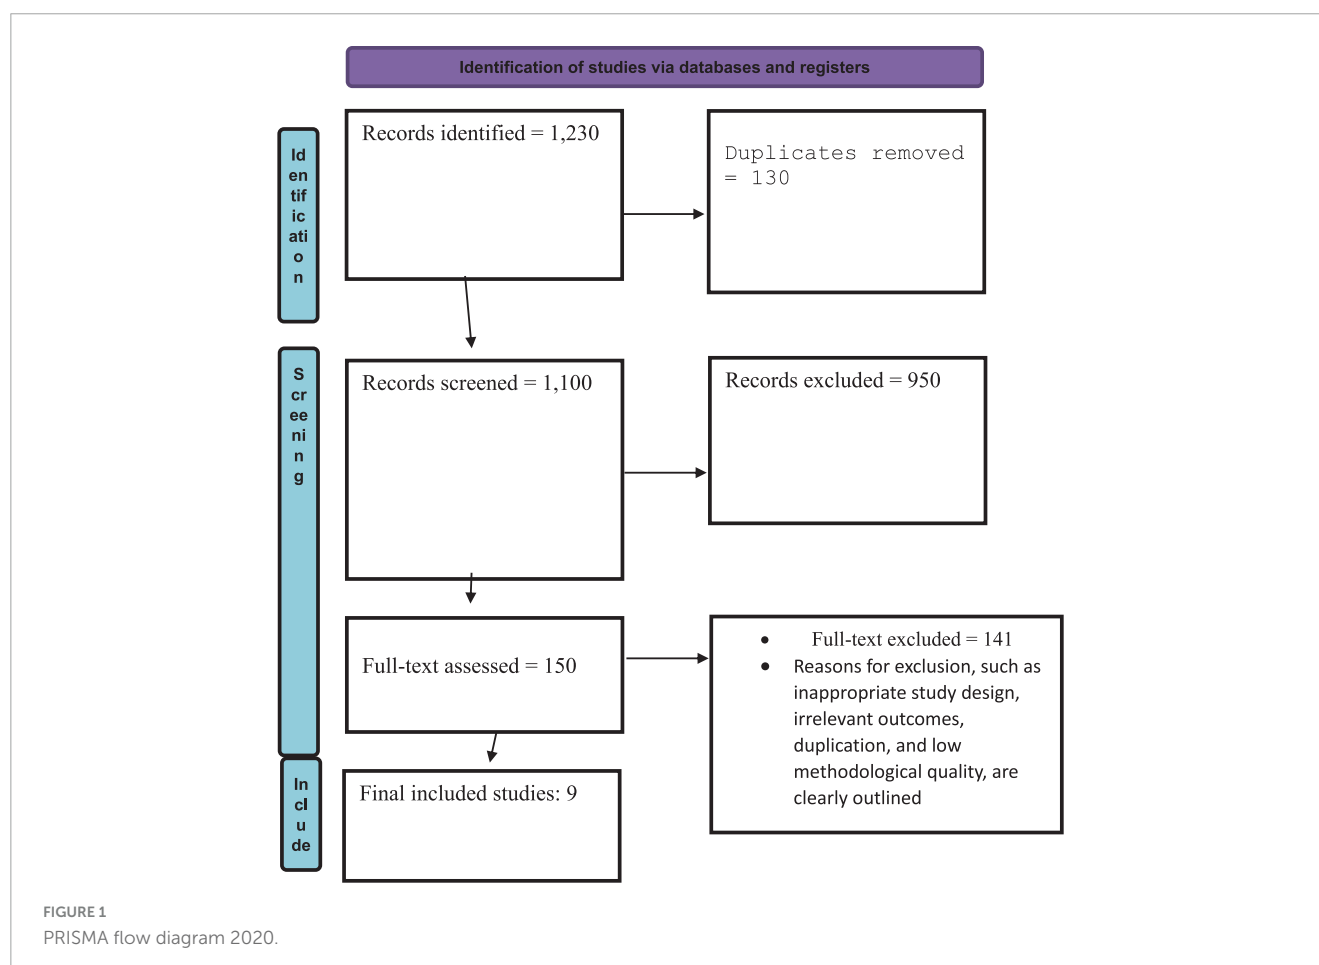 Identification of studies via databases and registers
Id
en
tif
ic
ati
o
n
Records identified = 1,230
Duplicates removed
= 130
S
cr
ee
ni
n
g
Records screened = 1,100
Records excluded = 950
Full-text assessed = 150
● Full-text excluded = 141
● Reasons for exclusion, such as
inappropriate study design,
irrelevant outcomes,
duplication, and low
methodological quality, are
clearly outlined
In
cl
u
de
Final included studies: 9
FIGURE 1
PRISMA flow diagram 2020.